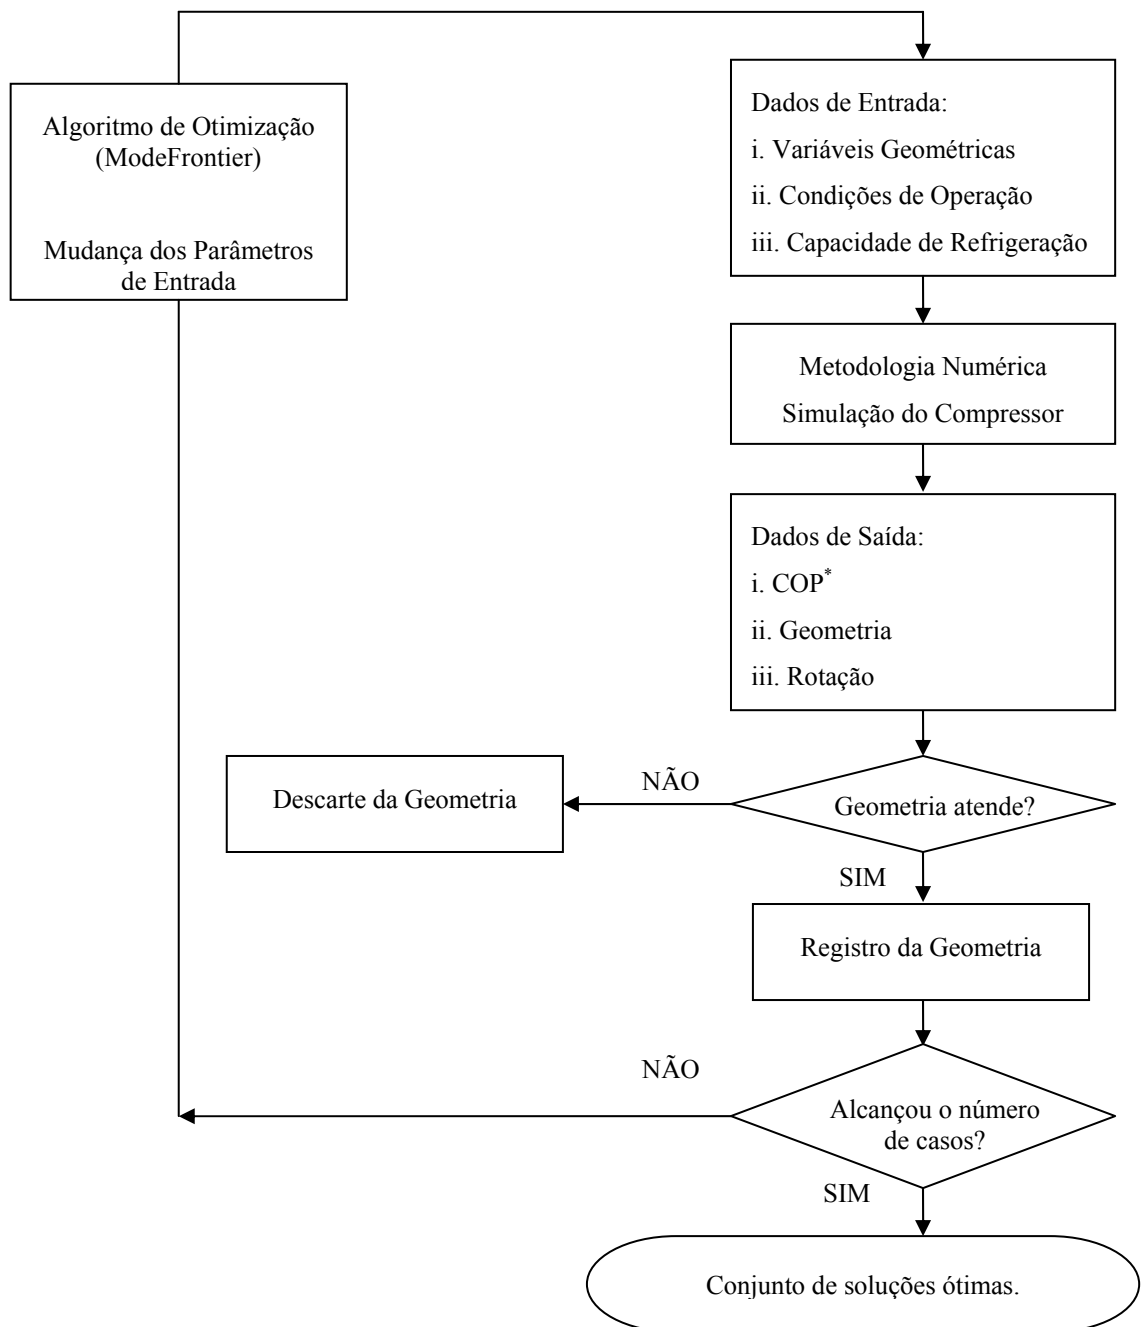 Algoritmo de Otimização
(ModeFrontier)
Mudança dos Parâmetros
de Entrada
Dados de Entrada:
i. Variáveis Geométricas
ii. Condições de Operação
iii. Capacidade de Refrigeração
Metodologia Numérica
Simulação do Compressor
Dados de Saída:
i. COP*
ii. Geometria
iii. Rotação
Geometria atende?
NÃO
Descarte da Geometria
SIM
Registro da Geometria
Alcançou o número
de casos?
NÃO
SIM
Conjunto de soluções ótimas.